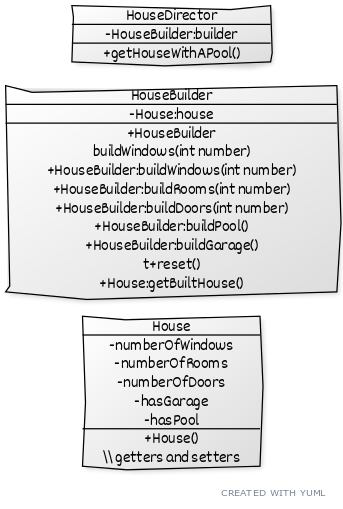 HouseDirector
-HouseBuilder:builder
+getHouseWithAPool()
HouseBuilder
-House:house
+HouseBuilder
buildWindows(int number)
+HouseBuilder:buildWindows(int number)
+HouseBuilder:buildRooms(int number)
+HouseBuilder:buildDoors(int number)
+HouseBuilder:buildPool()
+HouseBuilder:buildGarage()
t+reset()
+House:getBuiltHouse()
House
-numberOfWindows
-numberOfRooms
-numberOfDoors
-hasGarage
-hasPool
+House()
\\ getters and setters
CREATED WITH YUML